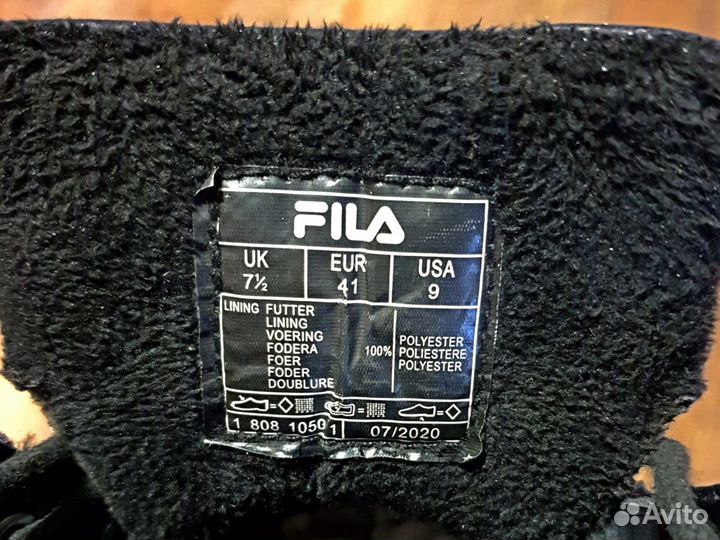 FILA
UK EUR USA
7½ 41 9
LINING FUTTER
LINING
VOERING
FODERA
FOER
FODER
DOUBLURE
100%
POLYESTER
POLIESTERE
POLYESTER
1 808 1050 1 07/2020
Avito